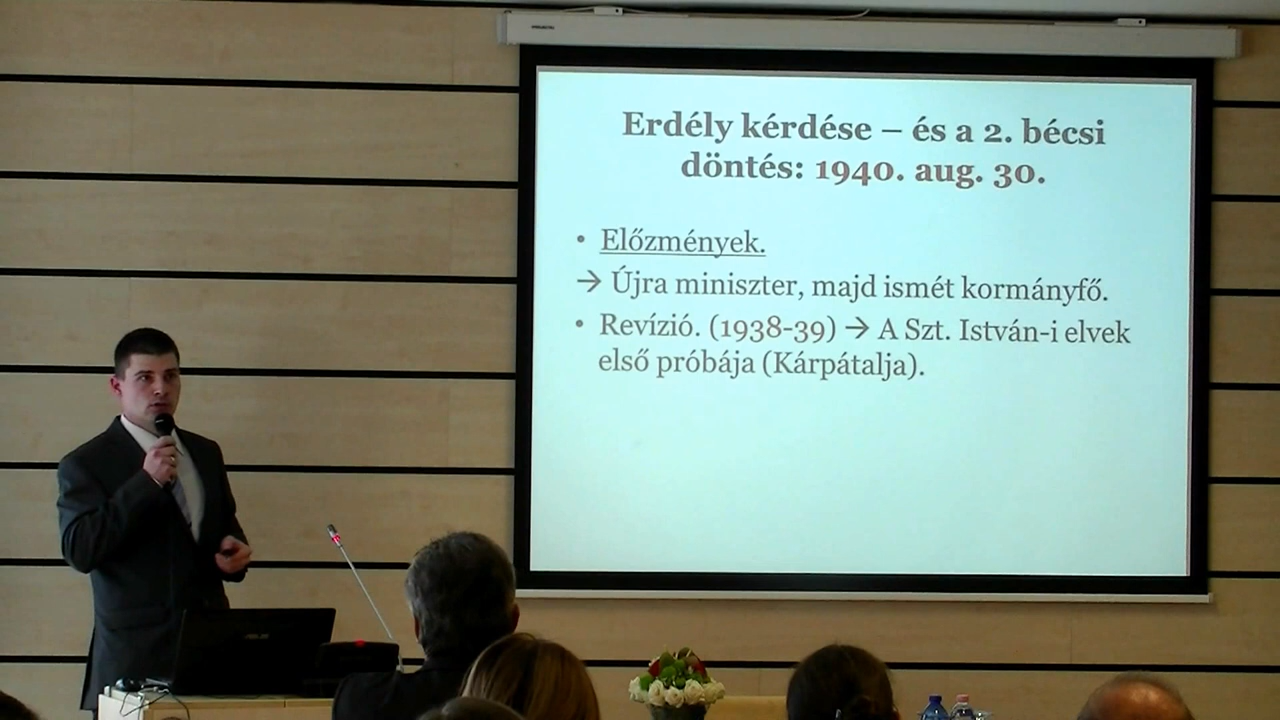 Erdély kérdése – és a 2. bécsi
döntés: 1940. aug. 30.
• Előzmények.
→ Újra miniszter, majd ismét kormányfő.
• Revízió. (1938-39) → A Szt. István-i elvek
első próbája (Kárpátalja).
ASUS